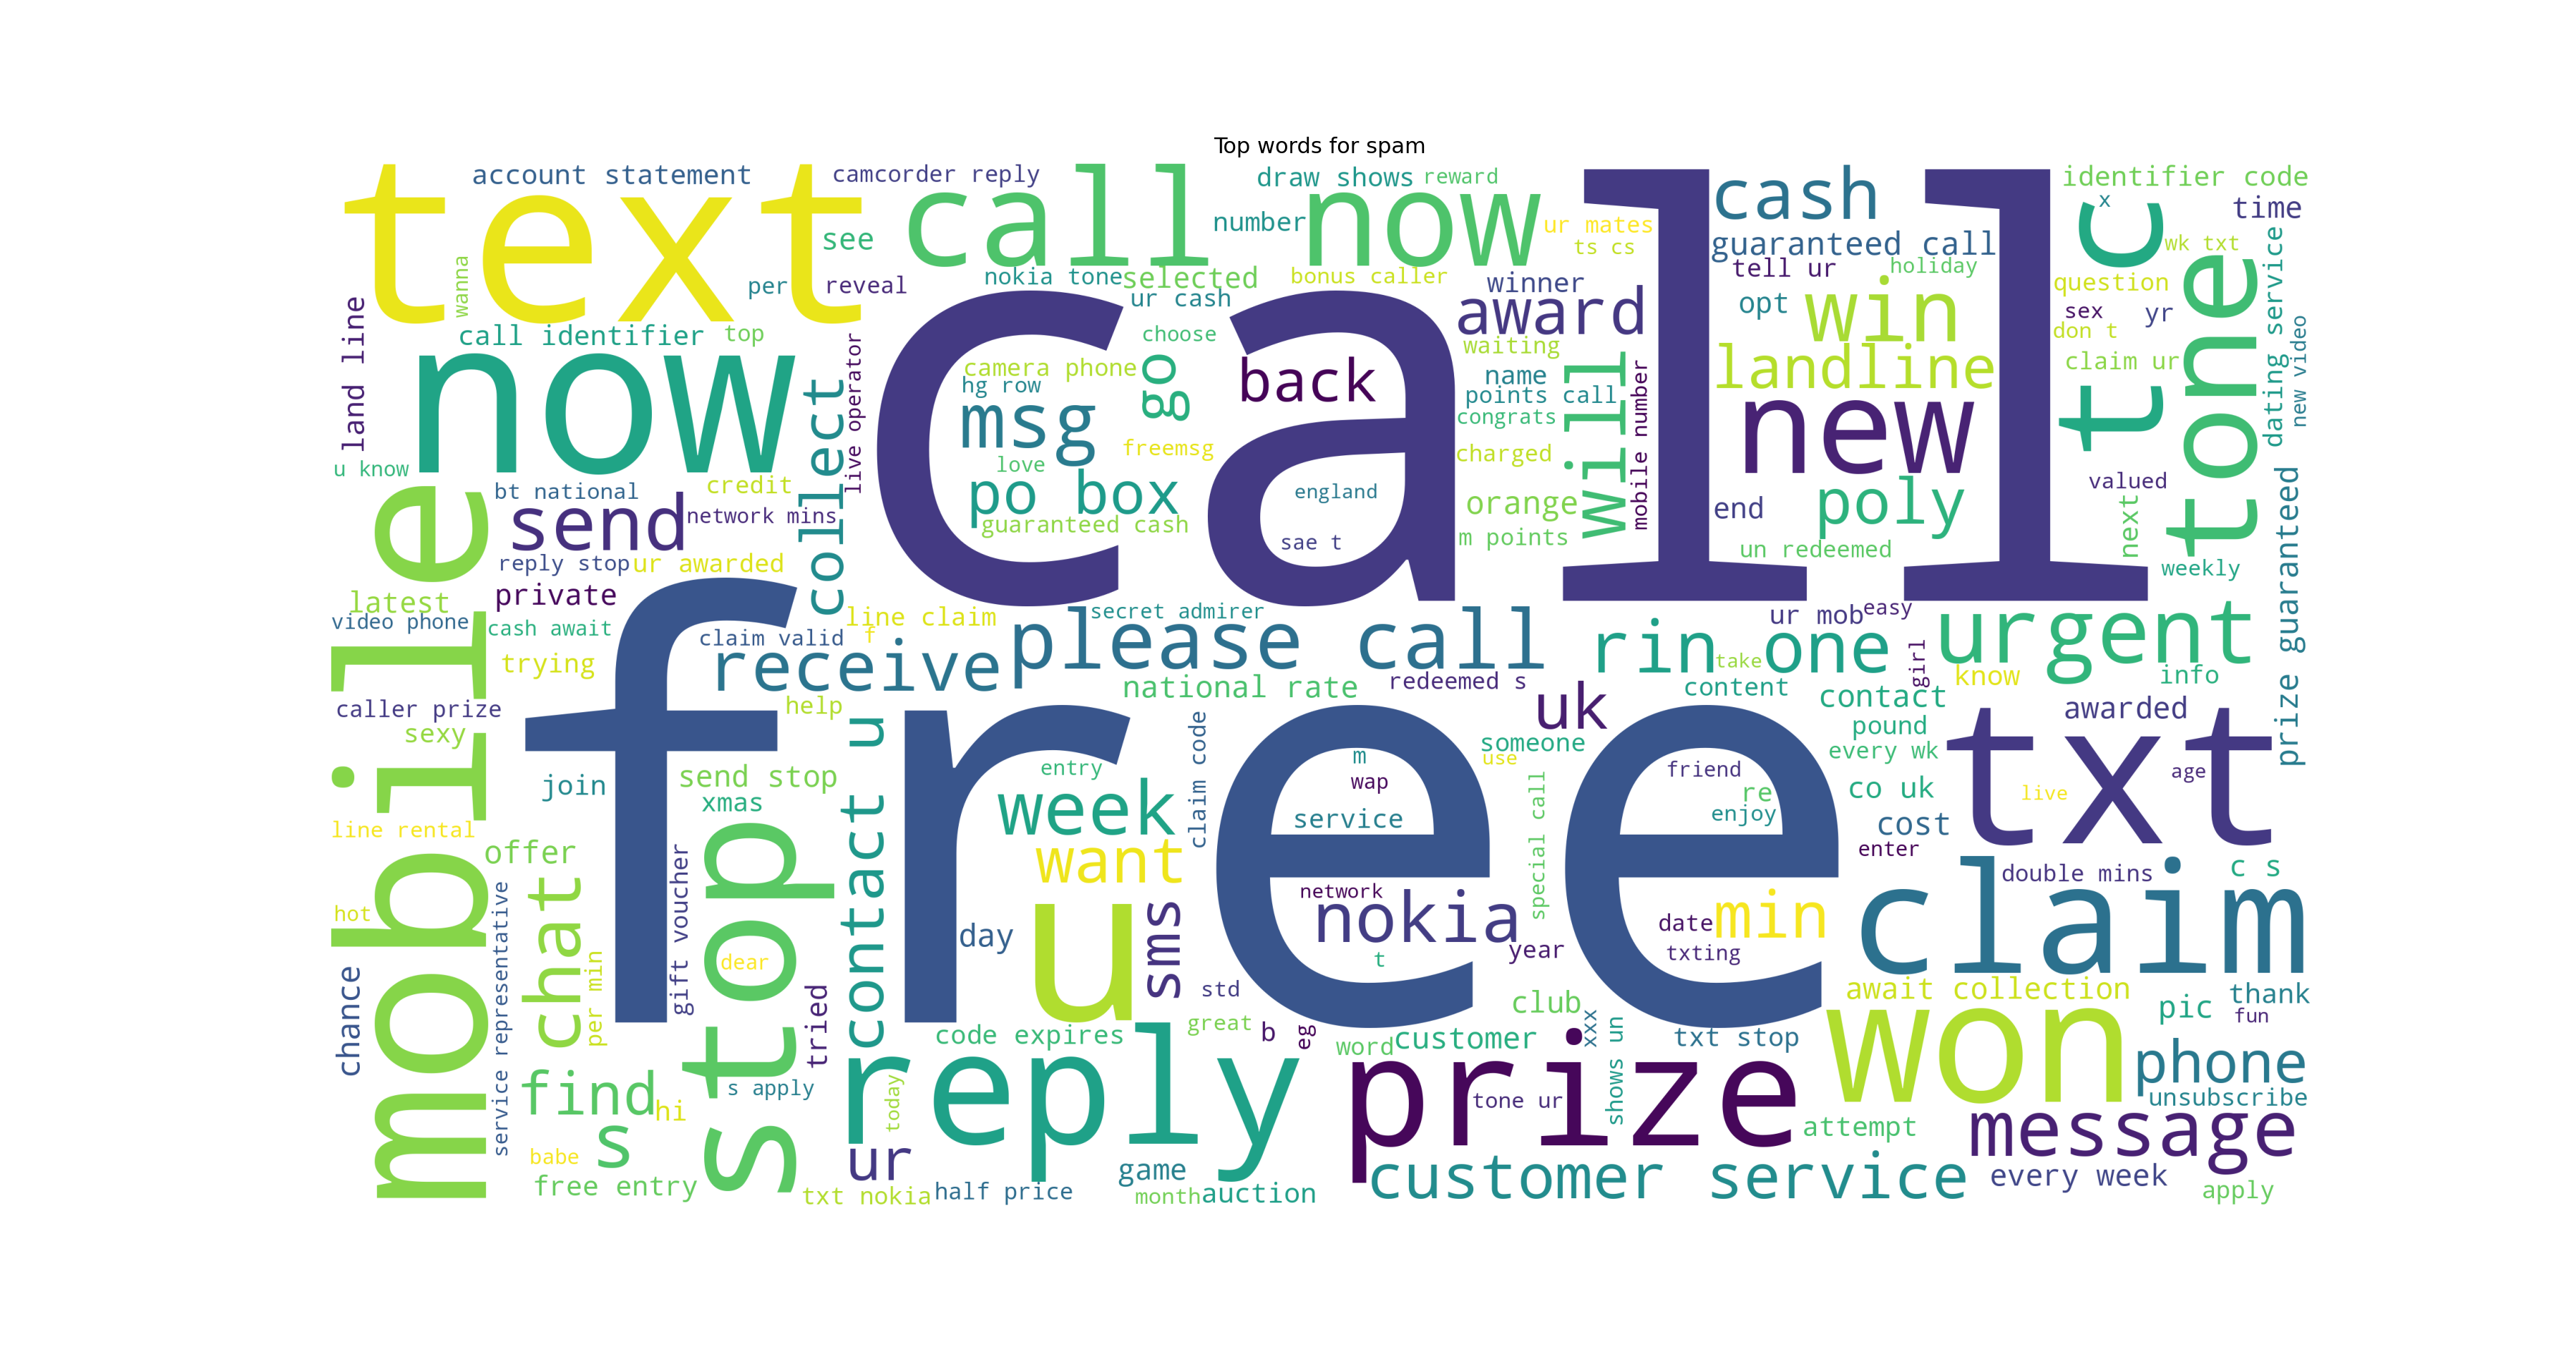 Top words for spam
text
account statement
camcorder reply
call now
draw shows
reward
number
ur mates
ts cs
cash
guaranteed call
identifier code
x
time
t c
wk txt
see
wanna
per
reveal
nokia tone
selected
bonus caller
ur cash
winner
award
tell ur
holiday
opt
win
question
sex
yr
don t
tone
dating service
new video
land line
call identifier
top
now
live operator
collect
call
choose
camera phone
hg row
go
back
msg
waiting
name
points call
congrats
will
mobile number
landline
claim ur
new
u know
bt national
credit
love
freemsg
charged
po box
england
orange
poly
end
valued
next
send
network mins
guaranteed cash
sae t
m points
un redeemed
weekly
prize guaranteed
reply stop
ur awarded
mobile
latest
private
video phone
cash await
claim valid
line claim
f
secret admirer
ur mob
easy
urgent
trying
receive
please call
rin one
take
girl
know
info
national rate
redeemed s
content
contact
caller prize
sexy
help
free
uk
awarded
pound
someone
every wk
txt
use
age
join
send stop
contact u
claim code
entry
m
wap
special call
friend
re
enjoy
co uk
live
xmas
week
service
cost
line rental
offer
stop
gift voucher
want
enter
double mins
c s
hot
service representative
chat
network
nokia
date
min
claim
day
u
sms
year
txting
t
dear
per min
chance
tried
std
club
await collection
pic
thank
fun
code expires
great
b
eg
word
customer
xxx
shows un
txt stop
won
phone
find
hi
s apply
today
reply
prize
tone ur
unsubscribe
attempt
message
s
babe
ur
game
customer service
every week
free entry
txt nokia
half price
month
auction
apply